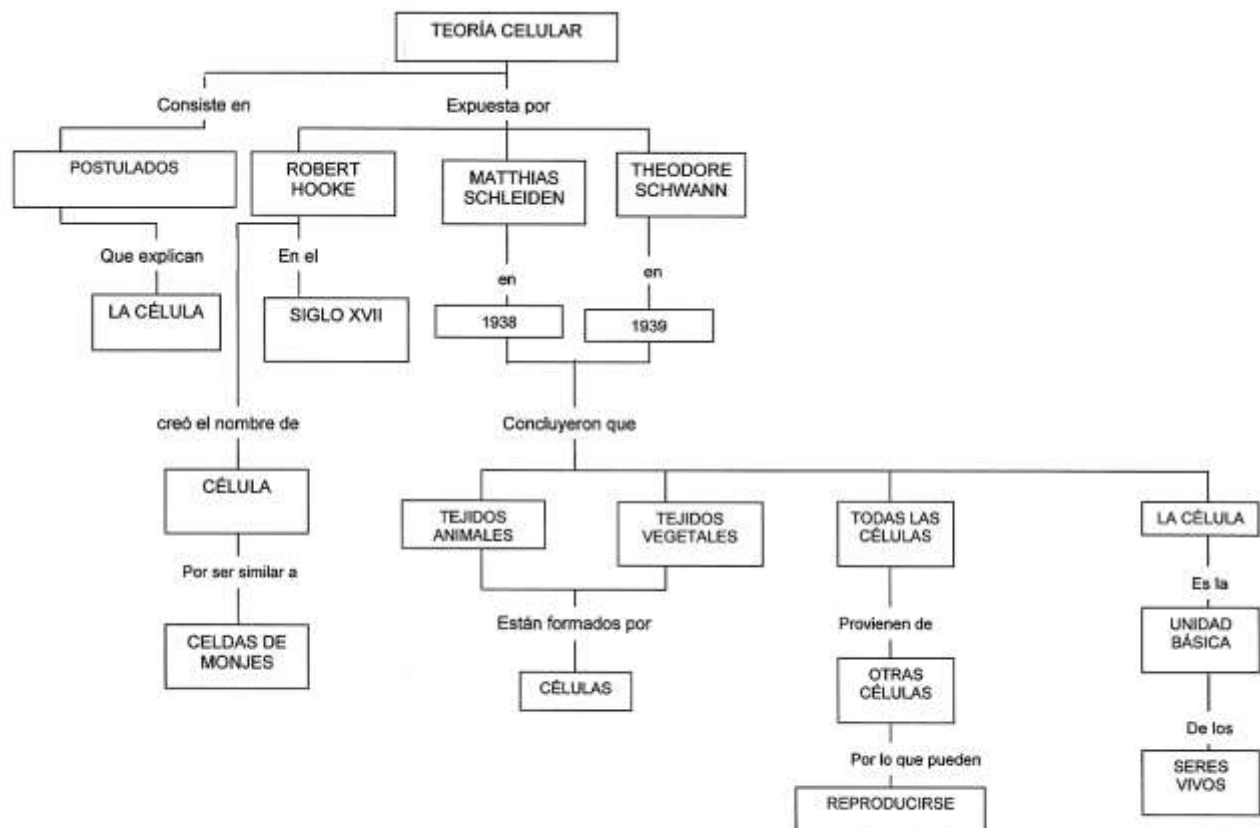 TEORÍA CELULAR
Consiste en
Expuesta por
POSTULADOS
ROBERT
HOOKE
MATTHIAS
SCHLEIDEN
THEODORE
SCHWANN
Que explican
En el
en
en
LA CÉLULA
SIGLO XVII
1938
1939
creó el nombre de
Concluyeron que
CÉLULA
TEJIDOS
ANIMALES
TEJIDOS
VEGETALES
TODAS LAS
CÉLULAS
LA CÉLULA
Por ser similar a
Es la
CELDAS DE
MONJES
Están formados por
Provienen de
UNIDAD
BÁSICA
CÉLULAS
OTRAS
CÉLULAS
De los
Por lo que pueden
SERES
VIVOS
REPRODUCIRSE